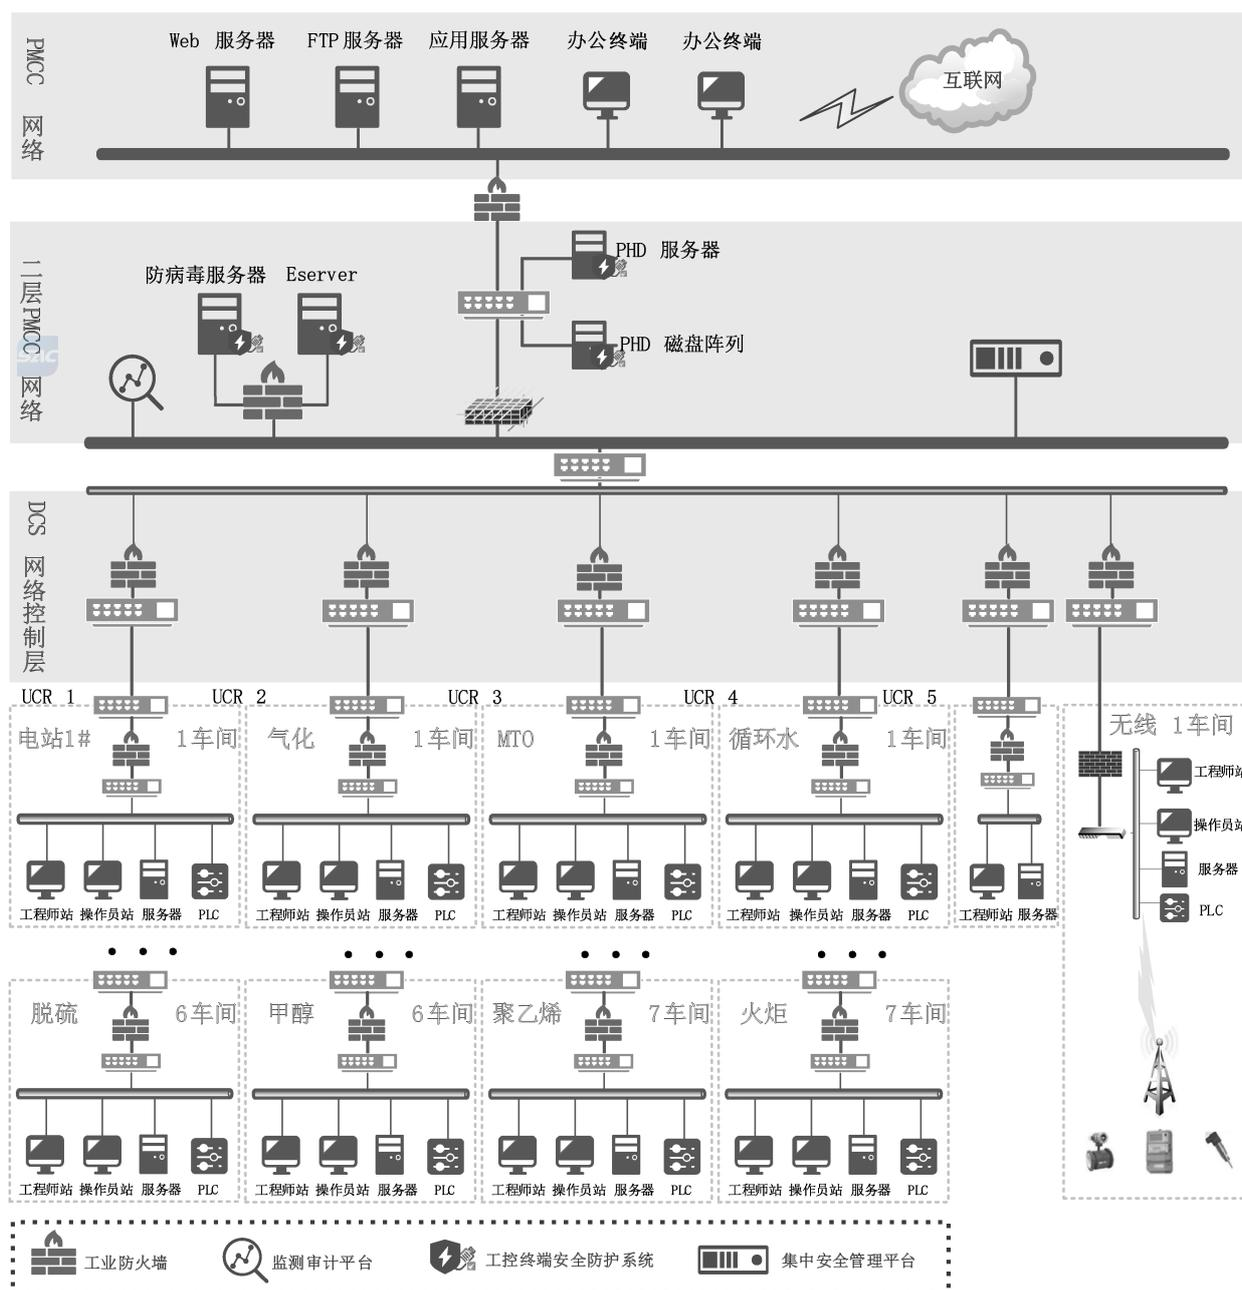 PMCC 网络
Web 服务器
FTP服务器
应用服务器
办公终端
办公终端
互联网
二层PMCC 网络
防病毒服务器
Eserver
PHD 服务器
PHD 磁盘阵列
DCS 网络控制层
UCR 1
UCR 2
UCR 3
UCR 4
UCR 5
电站1# 1车间
气化 1车间
MTO 1车间
循环水 1车间
无线 1车间
工程师站
操作员站
服务器
PLC
工程师站 操作员站 服务器 PLC
工程师站 操作员站 服务器 PLC
工程师站 操作员站 服务器 PLC
工程师站 操作员站 服务器 PLC
工程师站 服务器
脱硫 6车间
甲醇 6车间
聚乙烯 7车间
火炬 7车间
工程师站 操作员站 服务器 PLC
工程师站 操作员站 服务器 PLC
工程师站 操作员站 服务器 PLC
工程师站 操作员站 服务器 PLC
工业防火墙
监测审计平台
工控终端安全防护系统
集中安全管理平台